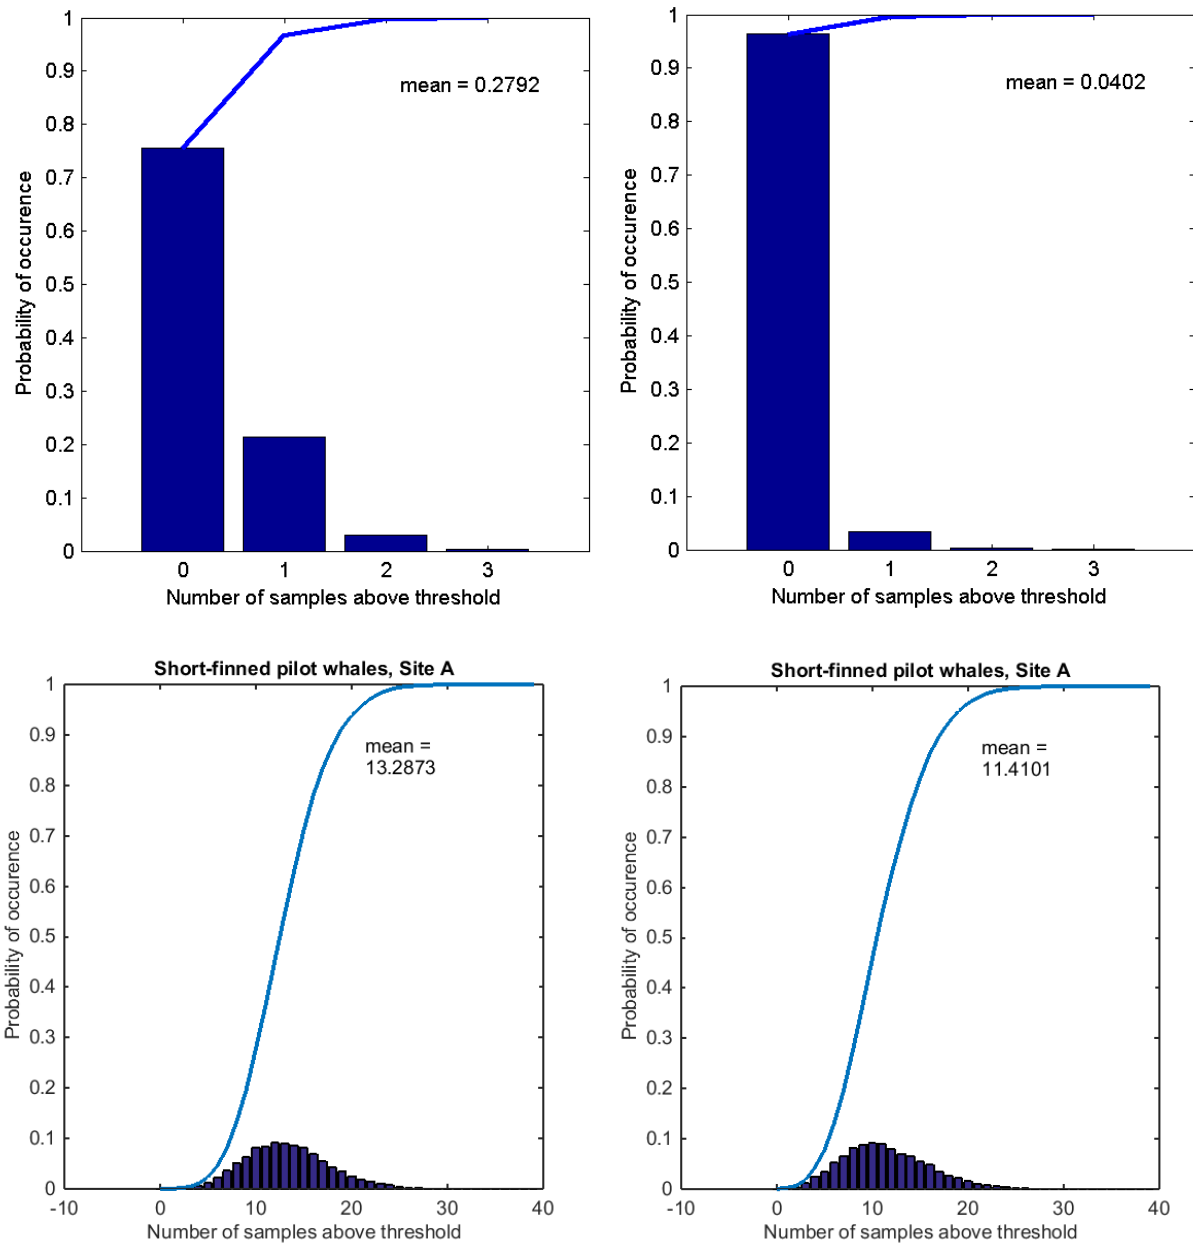 1
0.9
0.8
0.7
0.6
0.5
0.4
0.3
0.2
0.1
0
Probability of occurence
mean = 0.2792
0 1 2 3
Number of samples above threshold
1
0.9
0.8
0.7
0.6
0.5
0.4
0.3
0.2
0.1
0
Probability of occurence
mean = 0.0402
0 1 2 3
Number of samples above threshold
Short-finned pilot whales, Site A
1
0.9
0.8
0.7
0.6
0.5
0.4
0.3
0.2
0.1
0
Probability of occurence
mean =
13.2873
-10 0 10 20 30 40
Number of samples above threshold
Short-finned pilot whales, Site A
1
0.9
0.8
0.7
0.6
0.5
0.4
0.3
0.2
0.1
0
Probability of occurence
mean =
11.4101
-10 0 10 20 30 40
Number of samples above threshold